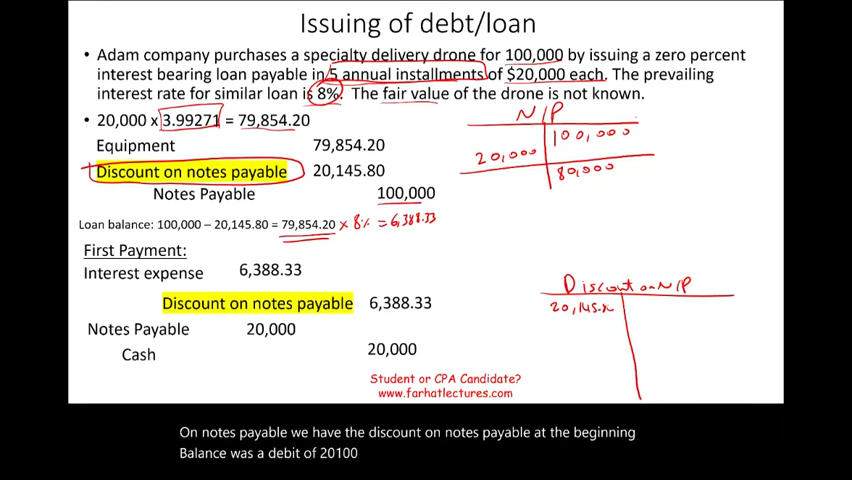 Issuing of debt/loan
• Adam company purchases a specialty delivery drone for 100,000 by issuing a zero percent
interest bearing loan payable in 5 annual installments of $20,000 each. The prevailing
interest rate for similar loan is 8%. The fair value of the drone is not known.
• 20,000 x 3.99271 = 79,854.20
Equipment 79,854.20
Discount on notes payable 20,145.80
Notes Payable 100,000
N/P
100,000
20,000
80,000
Loan balance: 100,000 – 20,145.80 = 79,854.20 x 8% = 6,388.33
First Payment:
Interest expense 6,388.33
Discount on notes payable 6,388.33
Notes Payable 20,000
Cash 20,000
Discount on N/P
Student or CPA Candidate?
www.farhatlectures.com
On notes payable we have the discount on notes payable at the beginning
Balance was a debit of 20100